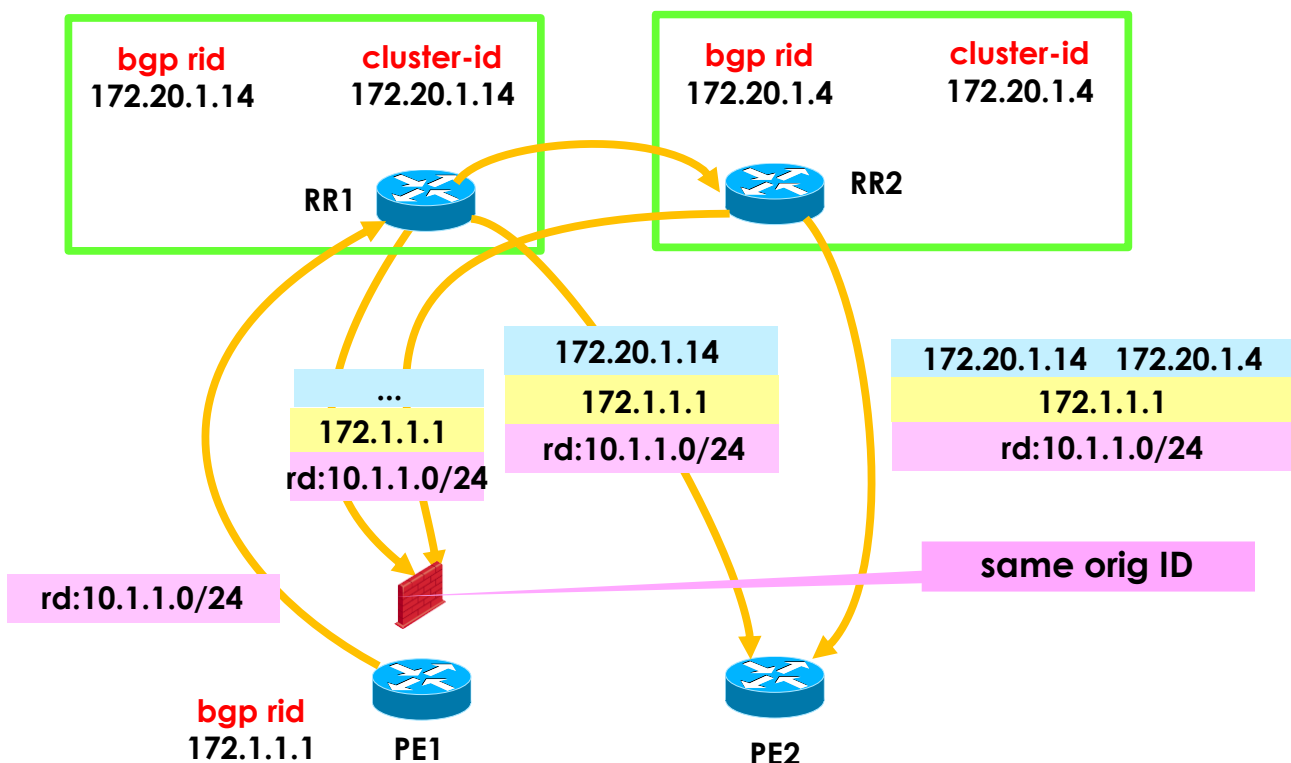 bgp rid
172.20.1.14
cluster-id
172.20.1.14
bgp rid
172.20.1.4
cluster-id
172.20.1.4
RR1
RR2
...
172.1.1.1
rd:10.1.1.0/24
172.20.1.14
172.1.1.1
rd:10.1.1.0/24
172.20.1.14 172.20.1.4
172.1.1.1
rd:10.1.1.0/24
same orig ID
rd:10.1.1.0/24
bgp rid
172.1.1.1
PE1
PE2